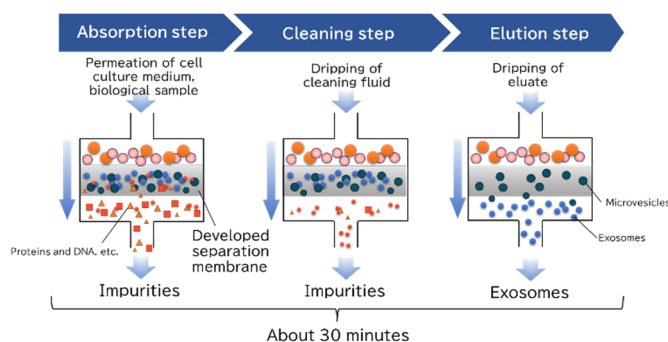 Absorption step
Cleaning step
Elution step
Permeation of cell
culture medium,
biological sample
Dripping of
cleaning fluid
Dripping of
eluate
Microvesicles
Exosomes
Proteins and DNA. etc.
Developed
separation
membrane
Impurities
Impurities
Exosomes
About 30 minutes